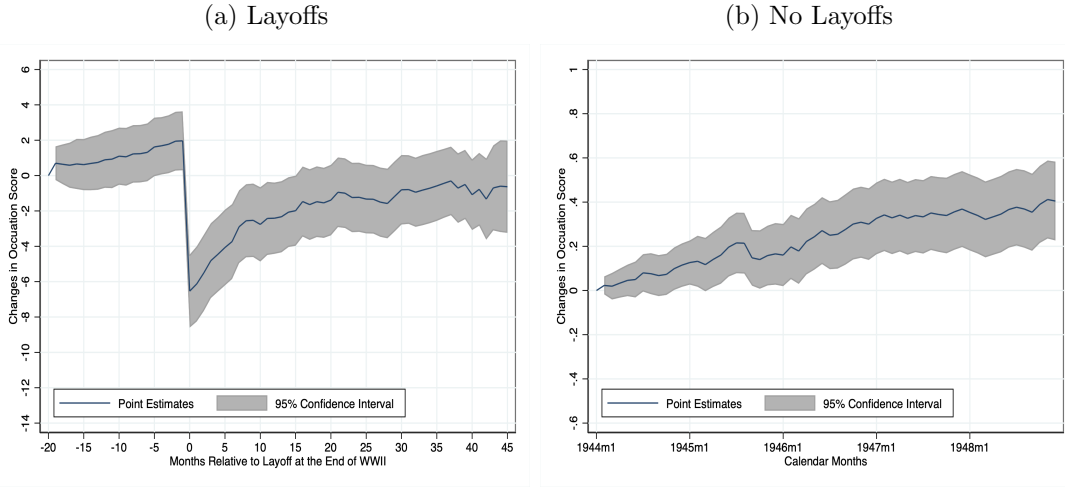 (a) Layoffs
Changes in Occuation Score
6
4
2
0
-2
-4
-6
-8
-10
-12
-14
Point Estimates
95% Confidence Interval
-20 -15 -10 -5 0 5 10 15 20 25 30 35 40 45
Months Relative to Layoff at the End of WWII
(b) No Layoffs
Changes in Occuation Score
1
.8
.6
.4
.2
0
-.2
-.4
-.6
Point Estimates
95% Confidence Interval
1944m1 1945m1 1946m1 1947m1 1948m1
Calendar Months